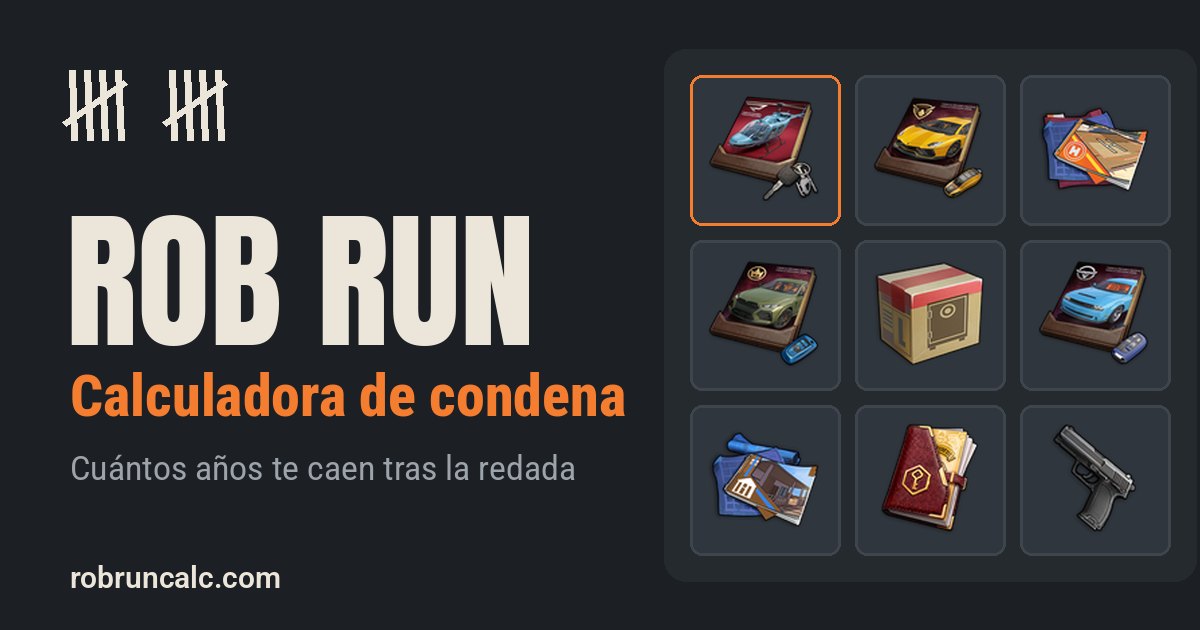 ROB RUN
Calculadora de condena
Cuántos años te caen tras la redada
robruncalc.com